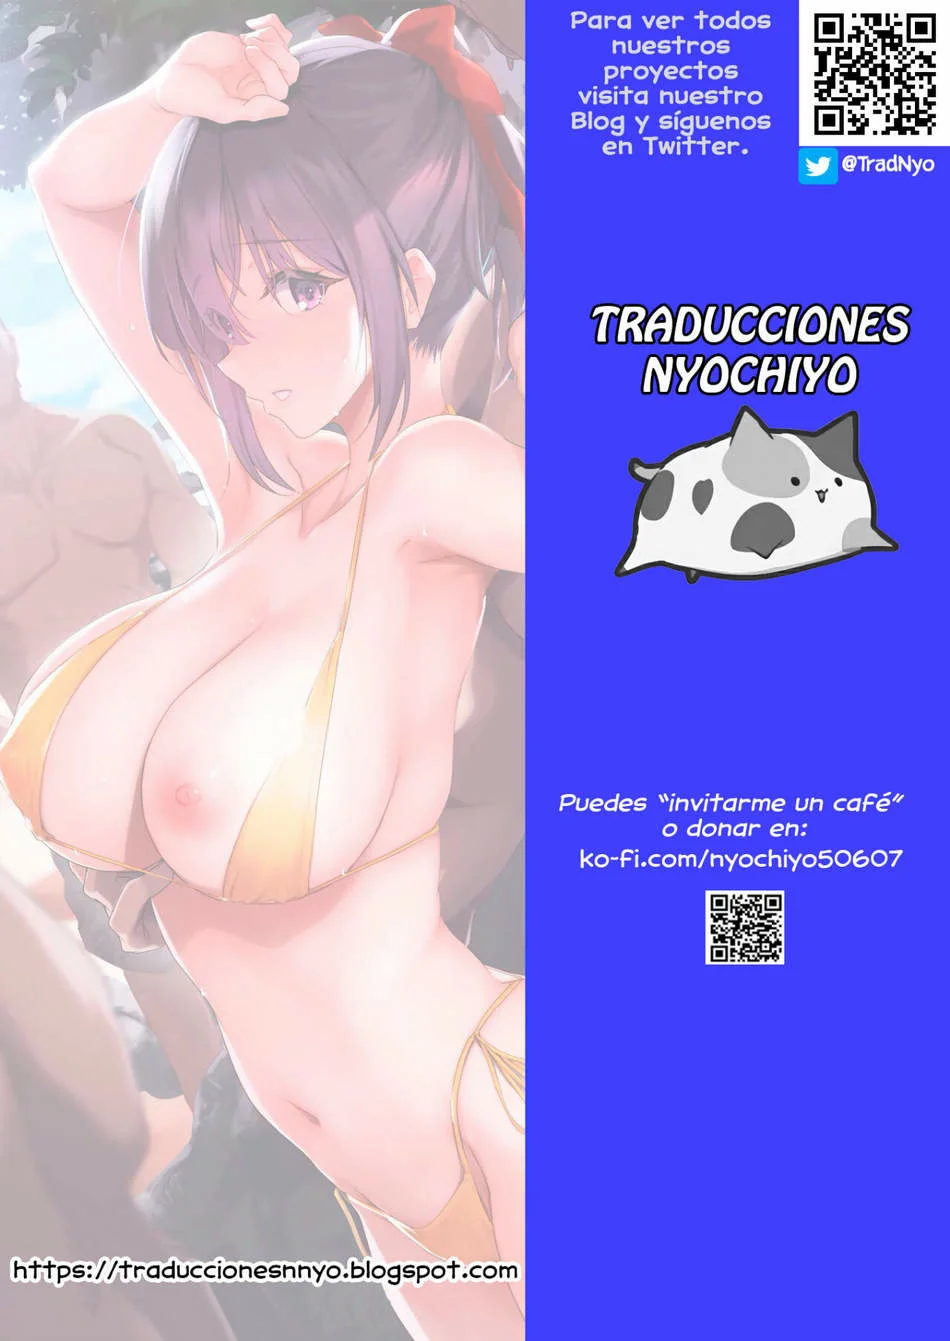 Para ver todos
nuestros
proyectos
visita nuestro
Blog y síguenos
en Twitter.
@TradNyo
TRADUCCIONES
NYOCHIYO
Puedes “invitarme un café”
o donar en:
ko-fi.com/nyochiyo50607
https://traduccionesnnyo.blogspot.com